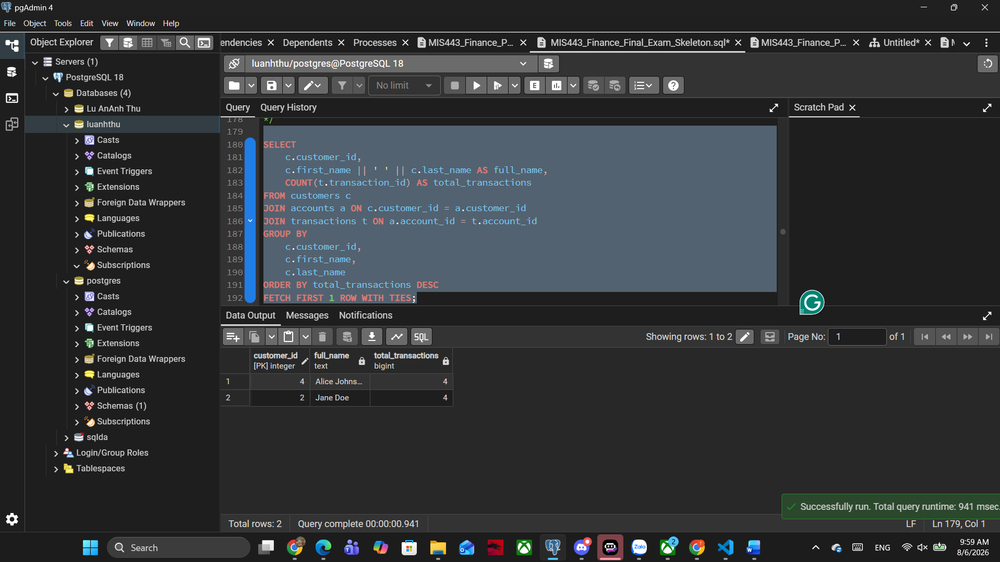 pgAdmin 4
File Object Tools Edit View Window Help
Object Explorer
endencies Dependents Processes MIS443_Finance_P... MIS443_Finance_Final_Exam_Skeleton.sql* MIS443_Finance_P... Untitled*
Servers (1)
PostgreSQL 18
Databases (4)
Lu AnAnh Thu
luanhthu
Casts
Catalogs
Event Triggers
Extensions
Foreign Data Wrappers
Languages
Publications
Schemas
Subscriptions
postgres
Casts
Catalogs
Event Triggers
Extensions
Foreign Data Wrappers
Languages
Publications
Schemas (1)
Subscriptions
sqlda
Login/Group Roles
Tablespaces
luanhthu/postgres@PostgreSQL 18
No limit
E
Query Query History
Scratch Pad
178 */
179
180 SELECT
181 c.customer_id,
182 c.first_name || ' ' || c.last_name AS full_name,
183 COUNT(t.transaction_id) AS total_transactions
184 FROM customers c
185 JOIN accounts a ON c.customer_id = a.customer_id
186 JOIN transactions t ON a.account_id = t.account_id
187 GROUP BY
188 c.customer_id,
189 c.first_name,
190 c.last_name
191 ORDER BY total_transactions DESC
192 FETCH FIRST 1 ROW WITH TIES;
Data Output Messages Notifications
SQL Showing rows: 1 to 2 Page No: 1 of 1
customer_id full_name total_transactions
[PK] integer text bigint
1 4 Alice Johns... 4
2 2 Jane Doe 4
Successfully run. Total query runtime: 941 msec.
Total rows: 2 Query complete 00:00:00.941 LF Ln 179, Col 1
Search
Zalo
2
ENG
9:59 AM
8/6/2026